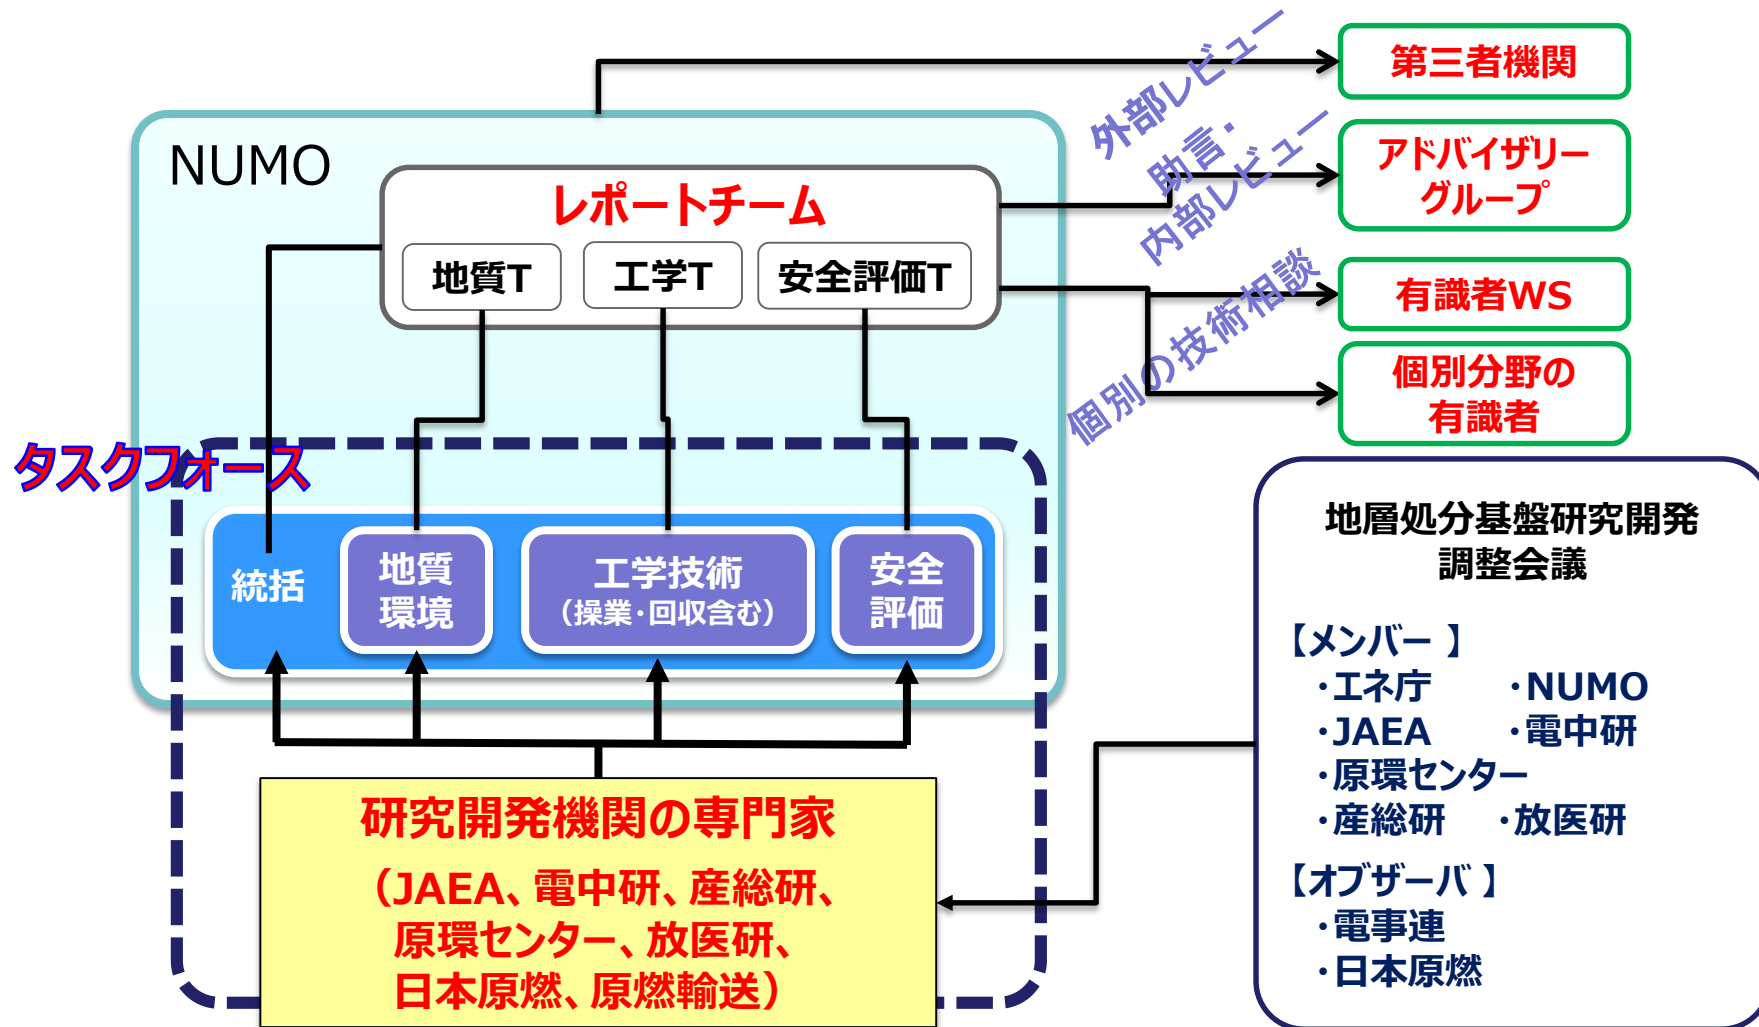 第三者機関
外部レビュー
NUMO
レポートチーム
助言・
内部レビュー
アドバイザリー
グループ
地質T
工学T
安全評価T
個別の技術相談
有識者WS
個別分野の
有識者
タスクフォース
統括
地質
環境
工学技術
（操業・回収含む）
安全
評価
研究開発機関の専門家
（JAEA、電中研、産総研、
原環センター、放医研、
日本原燃、原燃輸送）
地層処分基盤研究開発
調整会議
【メンバー 】
・エネ庁 ・NUMO
・JAEA ・電中研
・原環センター
・産総研 ・放医研
【オブザーバ 】
・電事連
・日本原燃